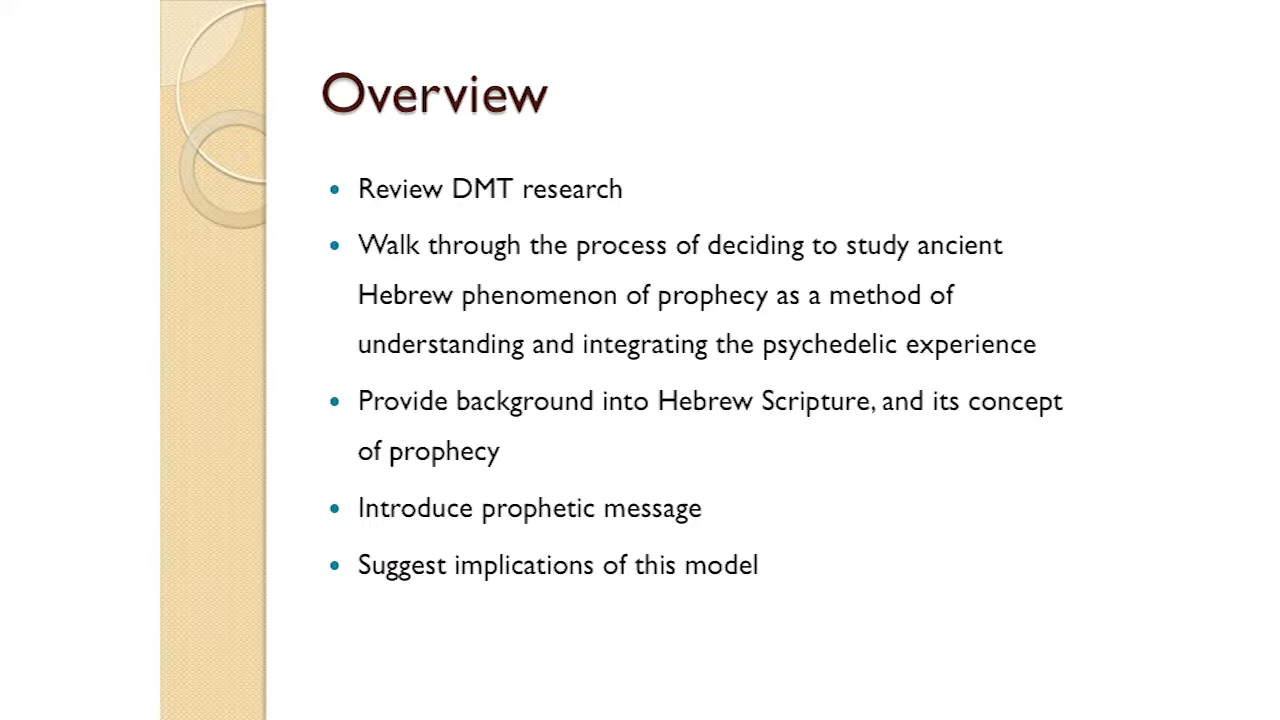 Overview
• Review DMT research
• Walk through the process of deciding to study ancient
Hebrew phenomenon of prophecy as a method of
understanding and integrating the psychedelic experience
• Provide background into Hebrew Scripture, and its concept
of prophecy
• Introduce prophetic message
• Suggest implications of this model